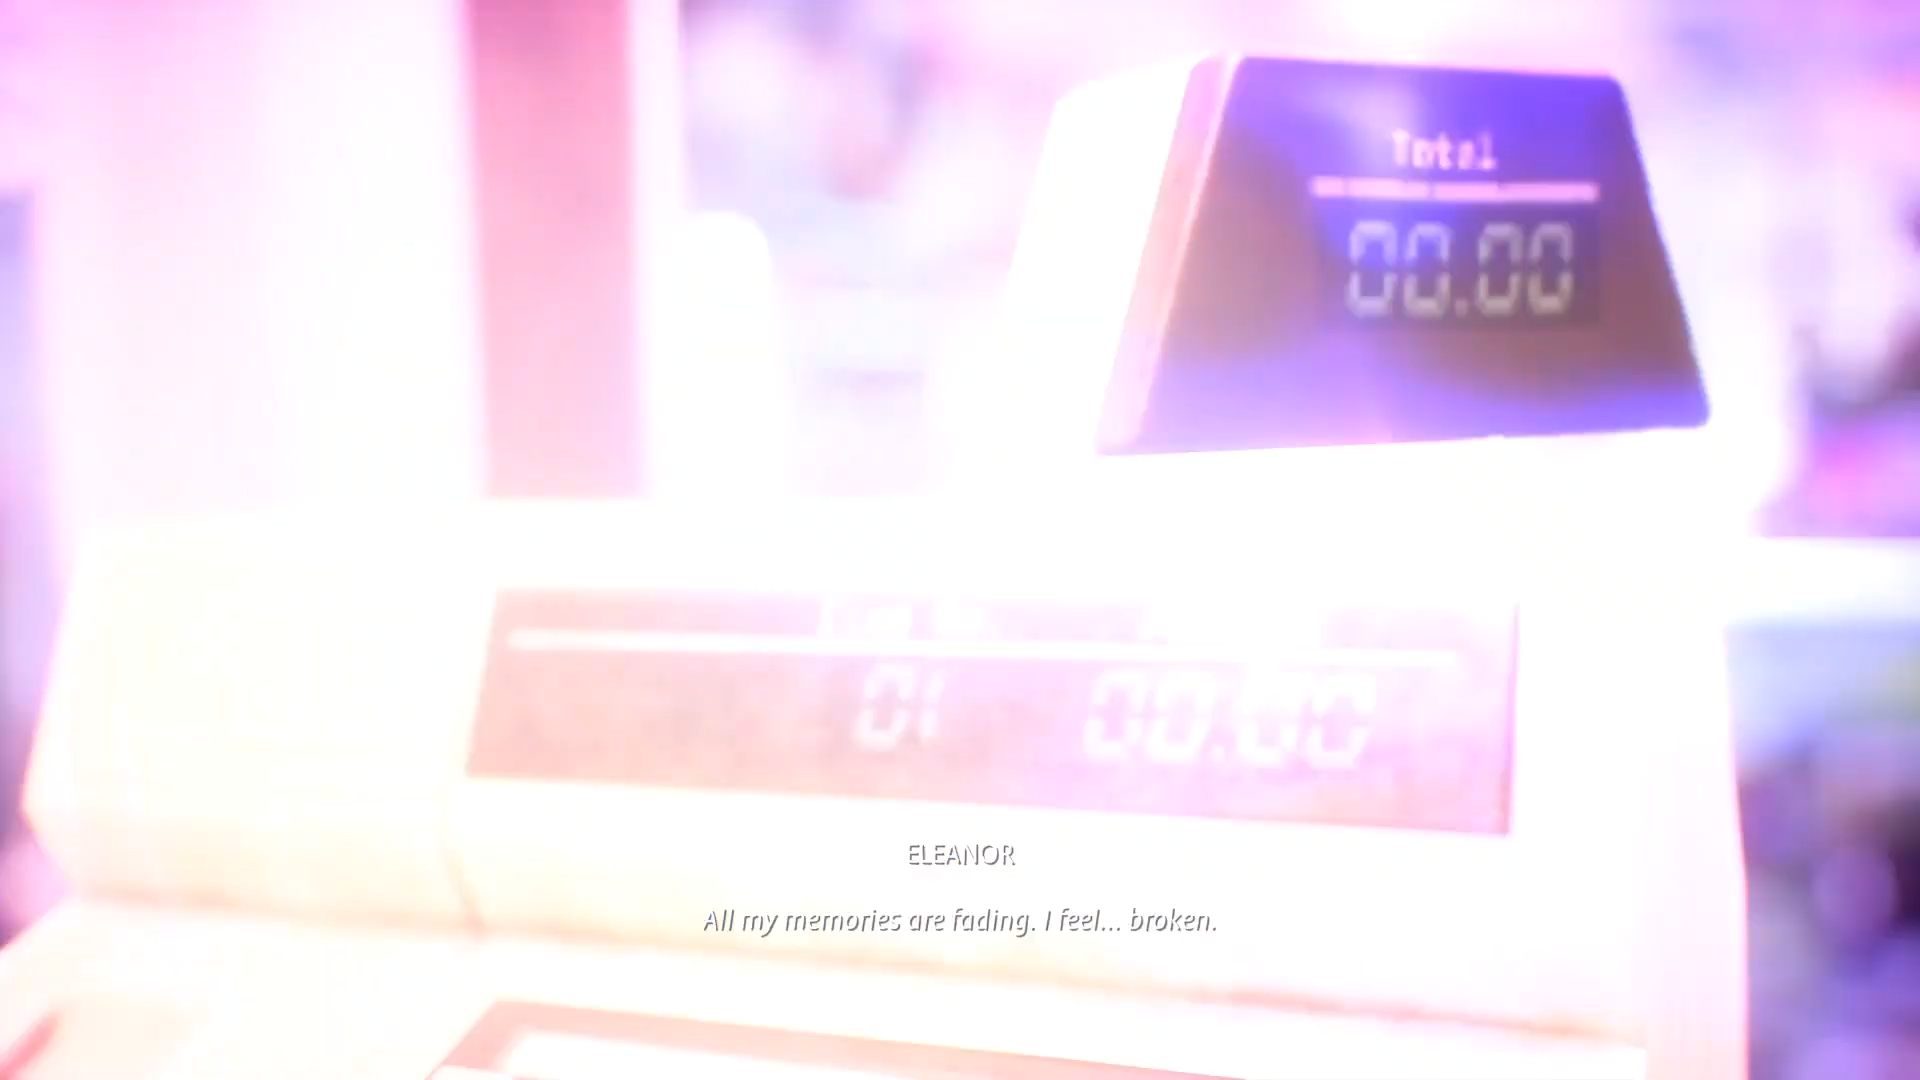 Total
00.00
01 00.00
ELEANOR
All my memories are fading. I feel... broken.